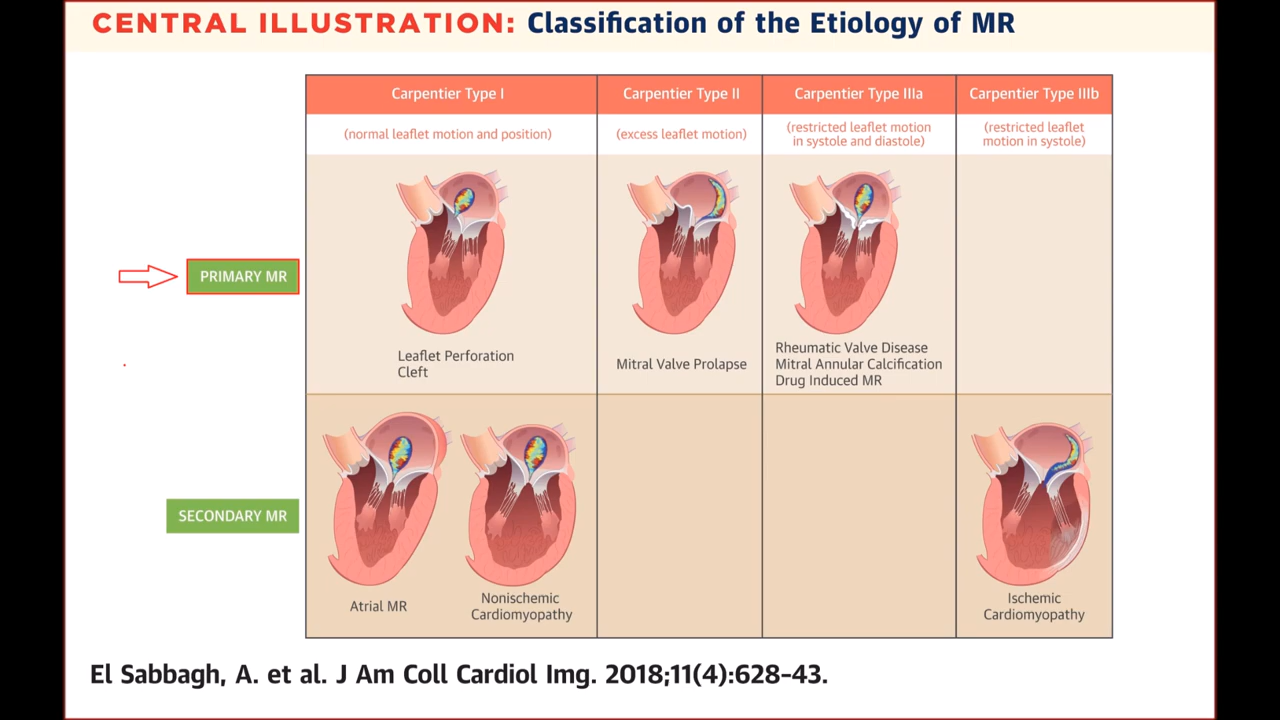 CENTRAL ILLUSTRATION: Classification of the Etiology of MR
Carpentier Type I
Carpentier Type II
Carpentier Type IIIa
Carpentier Type IIIb
(normal leaflet motion and position)
(excess leaflet motion)
(restricted leaflet motion
in systole and diastole)
(restricted leaflet
motion in systole)
PRIMARY MR
Leaflet Perforation
Cleft
Mitral Valve Prolapse
Rheumatic Valve Disease
Mitral Annular Calcification
Drug Induced MR
SECONDARY MR
Atrial MR
Nonischemic
Cardiomyopathy
Ischemic
Cardiomyopathy
El Sabbagh, A. et al. J Am Coll Cardiol Img. 2018;11(4):628–43.